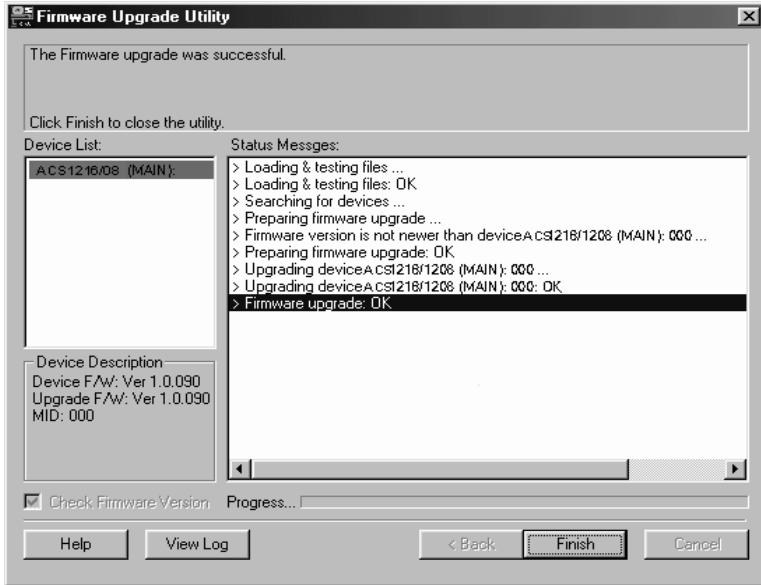 Firmware Upgrade Utility
The Firmware upgrade was successful.
Click Finish to close the utility.
Device List:
Status Messges:
ACS1216/08 (MAIN):
> Loading & testing files ...
> Loading & testing files: OK
> Searching for devices ...
> Preparing firmware upgrade ...
> Firmware version is not newer than deviceACS1216/1208 (MAIN): 000 ...
> Preparing firmware upgrade: OK
> Upgrading deviceACS1216/1208 (MAIN): 000 ...
> Upgrading deviceACS1216/1208 (MAIN): 000: OK
> Firmware upgrade: OK
Device Description
Device F/W: Ver 1.0.090
Upgrade F/W: Ver 1.0.090
MID: 000
Check Firmware Version
Progress...
Help
View Log
< Back
Finish
Cancel